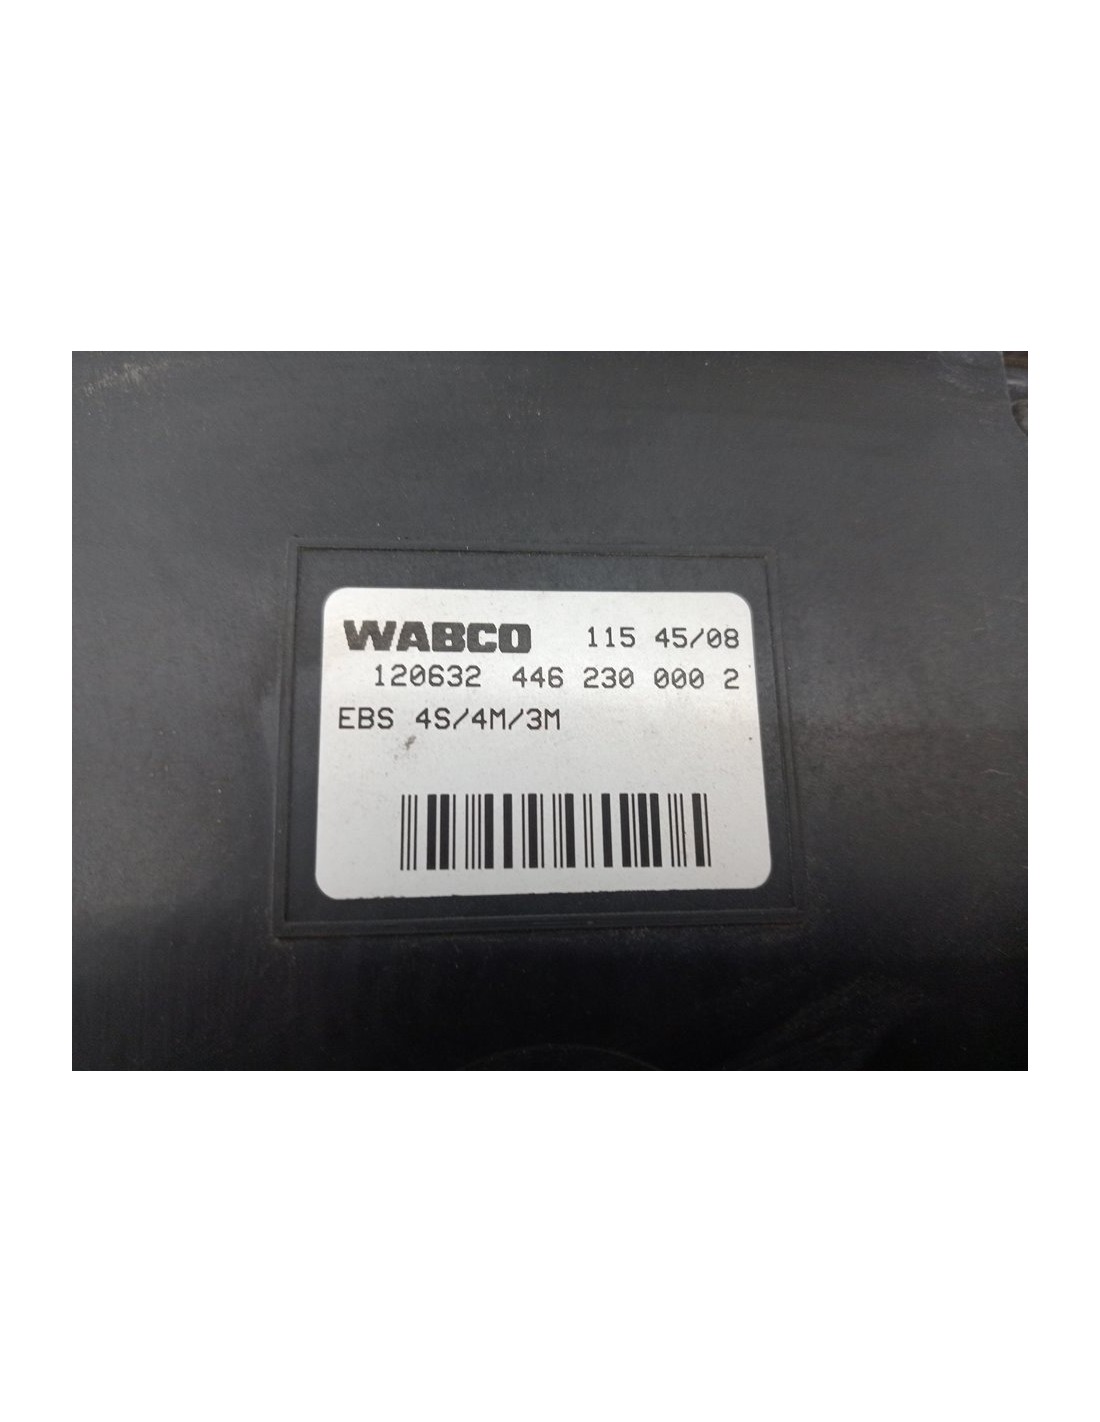 WABCO 115 45/08
120632 446 230 000 2
EBS 4S/4M/3M